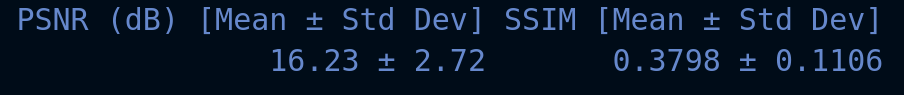 PSNR (dB) [Mean ± Std Dev] SSIM [Mean ± Std Dev]
16.23 ± 2.72 0.3798 ± 0.1106